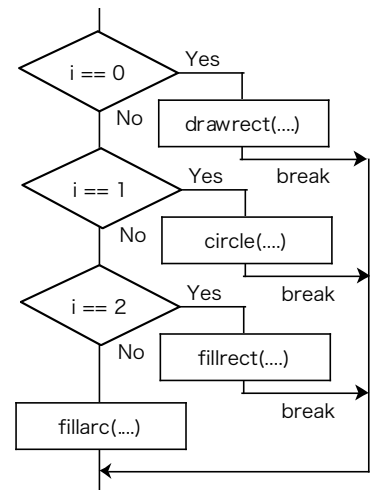 Yes
i == 0
No
drawrect(....)
break
Yes
i == 1
No
circle(....)
break
Yes
i == 2
No
fillrect(....)
break
fillarc(....)